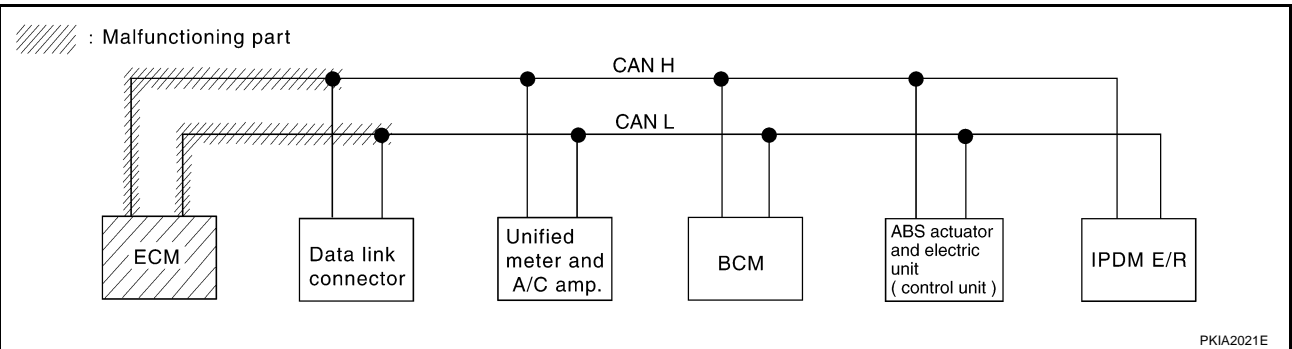 : Malfunctioning part
CAN H
CAN L
ECM
Data link
connector
Unified
meter and
A/C amp.
BCM
ABS actuator
and electric
unit
( control unit )
IPDM E/R
PKIA2021E